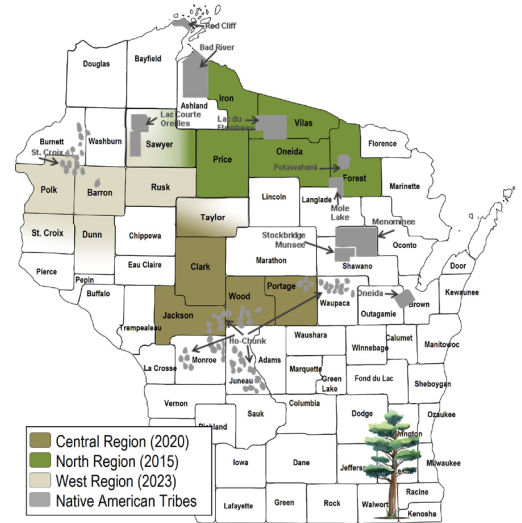 Red Cliff
Bad River
Douglas
Bayfield
Ashland
Iron
Lac Courte
Oreilles
Lac du
Flambeau
Vilas
Burnett
Washburn
Sawyer
Price
Oneida
Florence
St. Croix
Potawatomi
Forest
Polk
Barron
Rusk
Marinette
Lincoln
Langlade
Mole
Lake
Taylor
Menominee
St. Croix
Dunn
Chippewa
Stockbridge
Munsee
Oconto
Marathon
Clark
Shawano
Door
Pierce
Eau Claire
Pepin
Buffalo
Wood
Portage
Waupaca
Oneida
Brown
Kewaunee
Outagamie
Trempealeau
Jackson
Waushara
Calumet
Manitowoc
Winnebago
Ho-Chunk
Monroe
Adams
Marquette
La Crosse
Juneau
Green
Lake
Fond du Lac
Sheboygan
Vernon
Columbia
Sauk
Dodge
Ozaukee
Central Region (2020)
North Region (2015)
West Region (2023)
Native American Tribes
Iowa
Dane
Milwaukee
Racine
Lafayette
Green
Rock
Kenosha